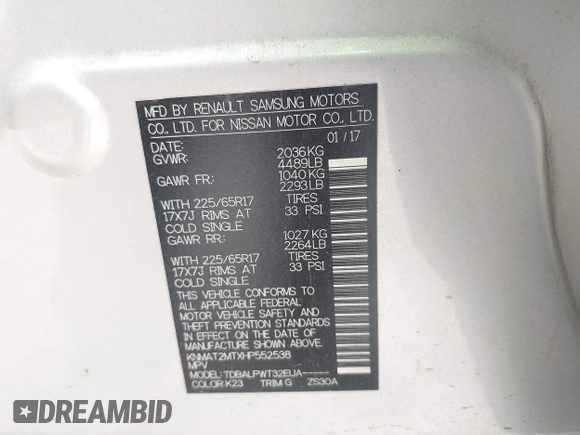 MFD BY RENAULT SAMSUNG MOTORS
CO., LTD. FOR NISSAN MOTOR CO., LTD.
DATE: 01/17
GVWR: 2036KG
4489LB
GAWR FR: 1040KG
2293LB
WITH 225/65R17 TIRES
17X7J RIMS AT 33 PSI
COLD SINGLE
GAWR RR: 1027 KG
2264LB
WITH 225/65R17 TIRES
17X7J RIMS AT 33 PSI
COLD SINGLE
THIS VEHICLE CONFORMS TO
ALL APPLICABLE FEDERAL
MOTOR VEHICLE SAFETY AND
THEFT PREVENTION STANDARDS
IN EFFECT ON THE DATE OF
MANUFACTURE SHOWN ABOVE.
KNMAT2MTXHP552538
MPV
MODEL: TDBALPWT32EUA-----
COLOR:K23 TRIM:G ZS30A
EASTERBID